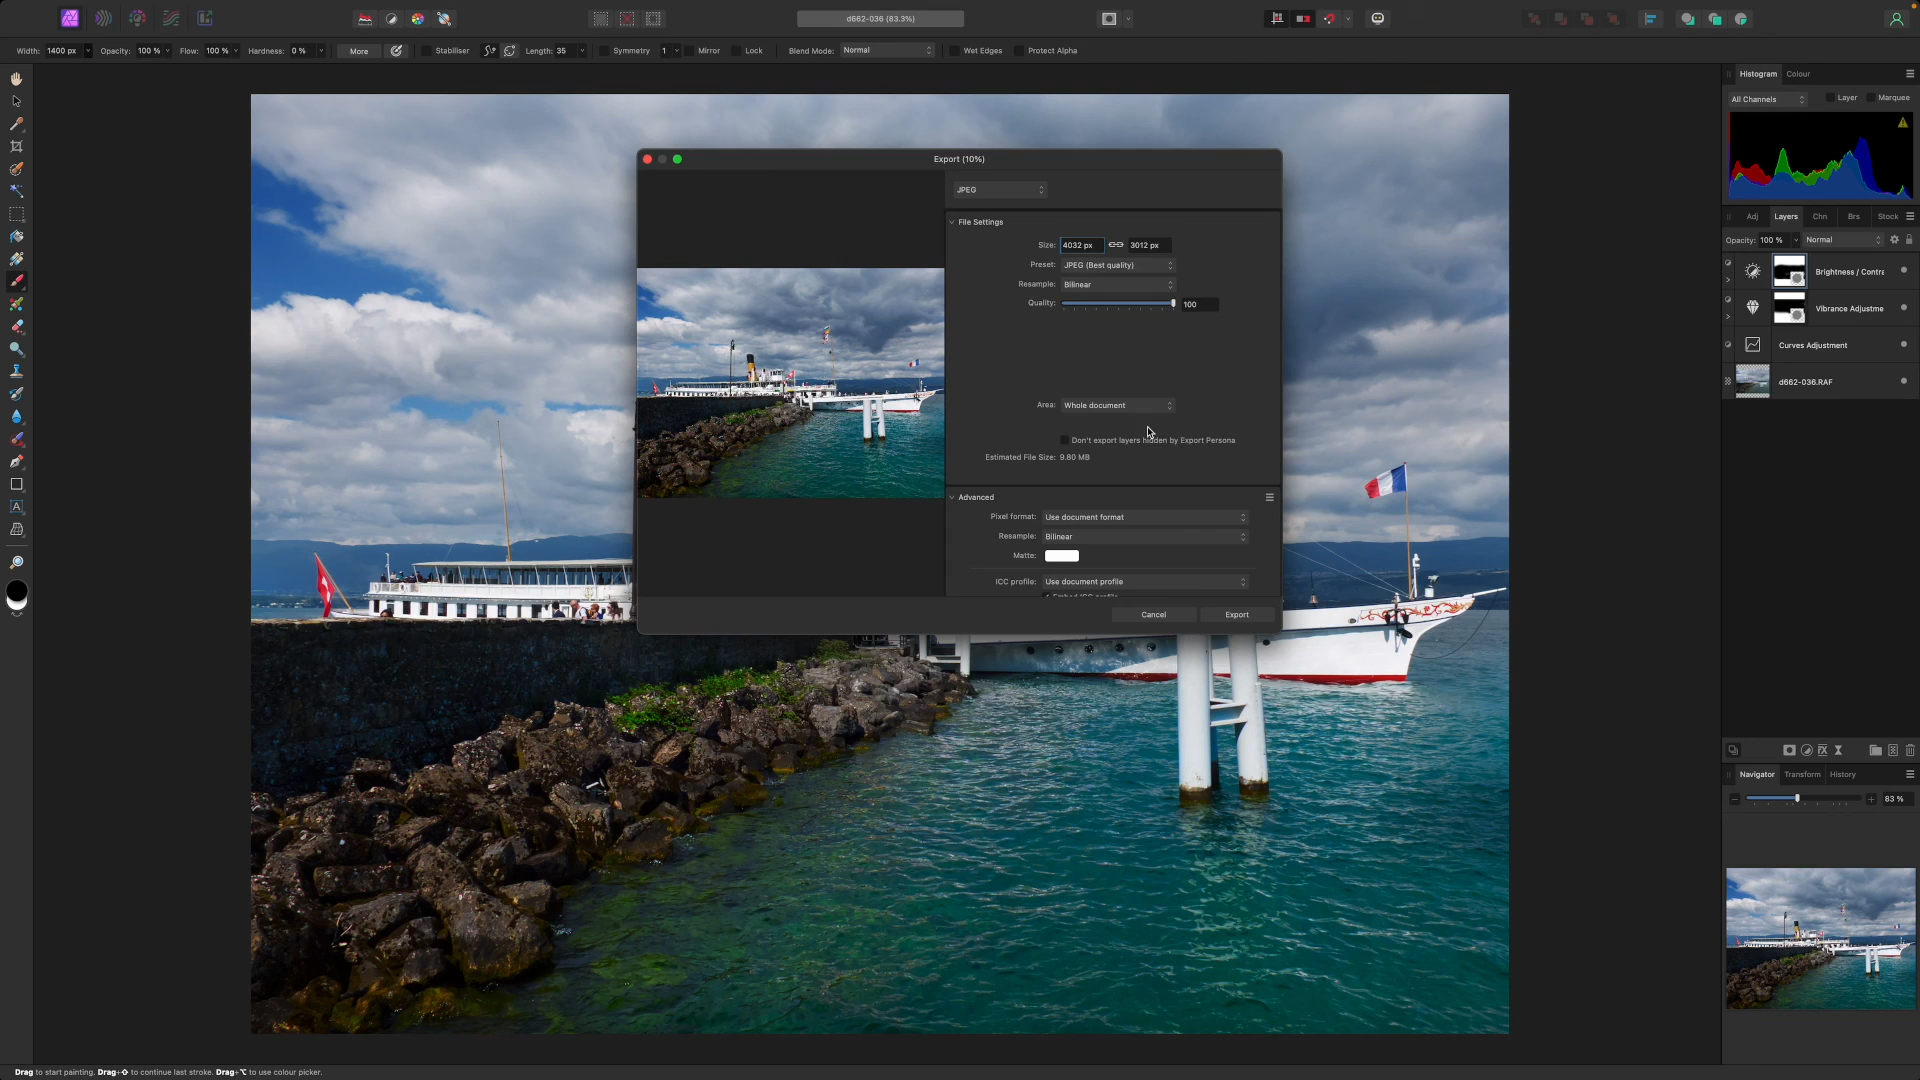 d662-036 (83.3%)
Width: 1400 px Opacity: 100 % Flow: 100 % Hardness: 0 % More Stabiliser Length: 35 Symmetry 1 Mirror Lock Blend Mode: Normal Wet Edges Protect Alpha
Histogram Colour
All Channels Layer Marquee
Adj Layers Chn Brs Stock
Opacity: 100 % Normal
Brightness / Contra
Vibrance Adjustme
Curves Adjustment
d662-036.RAF
Export (10%)
JPEG
File Settings
Size: 4032 px 3012 px
Preset: JPEG (Best quality)
Resample: Bilinear
Quality: 100
Area: Whole document
Don't export layers hidden by Export Persona
Estimated File Size: 9.80 MB
Advanced
Pixel format: Use document format
Resample: Bilinear
Matte:
ICC profile: Use document profile
Embed ICC profile
Cancel Export
Navigator Transform History
83 %
Drag to start painting. Drag+⇧ to continue last stroke. Drag+⌥ to use colour picker.